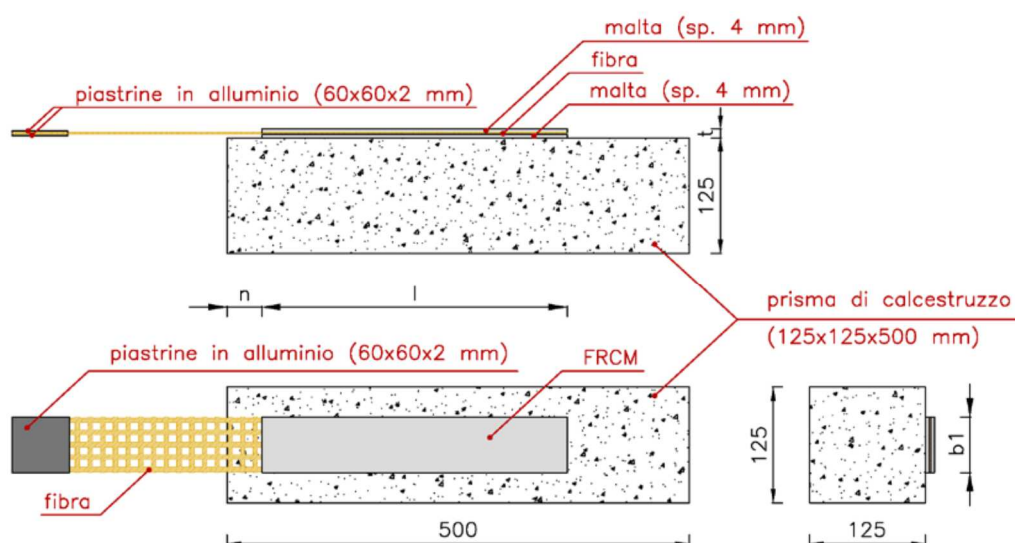 malta (sp. 4 mm)
fibra
piastrine in alluminio (60x60x2 mm)
malta (sp. 4 mm)
t
125
n
l
prisma di calcestruzzo
(125x125x500 mm)
piastrine in alluminio (60x60x2 mm)
FRCM
125
b1
fibra
500
125